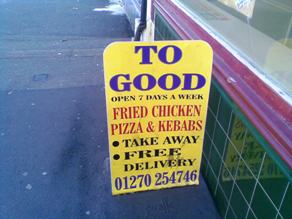 TO
GOOD
OPEN 7 DAYS A WEEK
FRIED CHICKEN
PIZZA & KEBABS
• TAKE AWAY
• FREE
DELIVERY
01270 254746